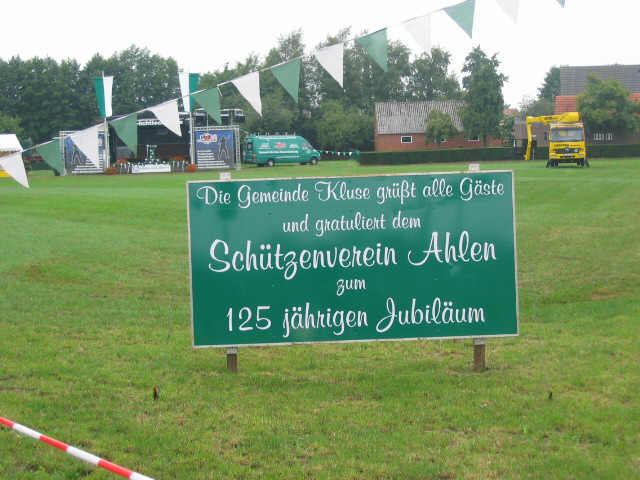 Die Gemeinde Kluse grüßt alle Gäste
und gratuliert dem
Schützenverein Ahlen
zum
125 jährigen Jubiläum